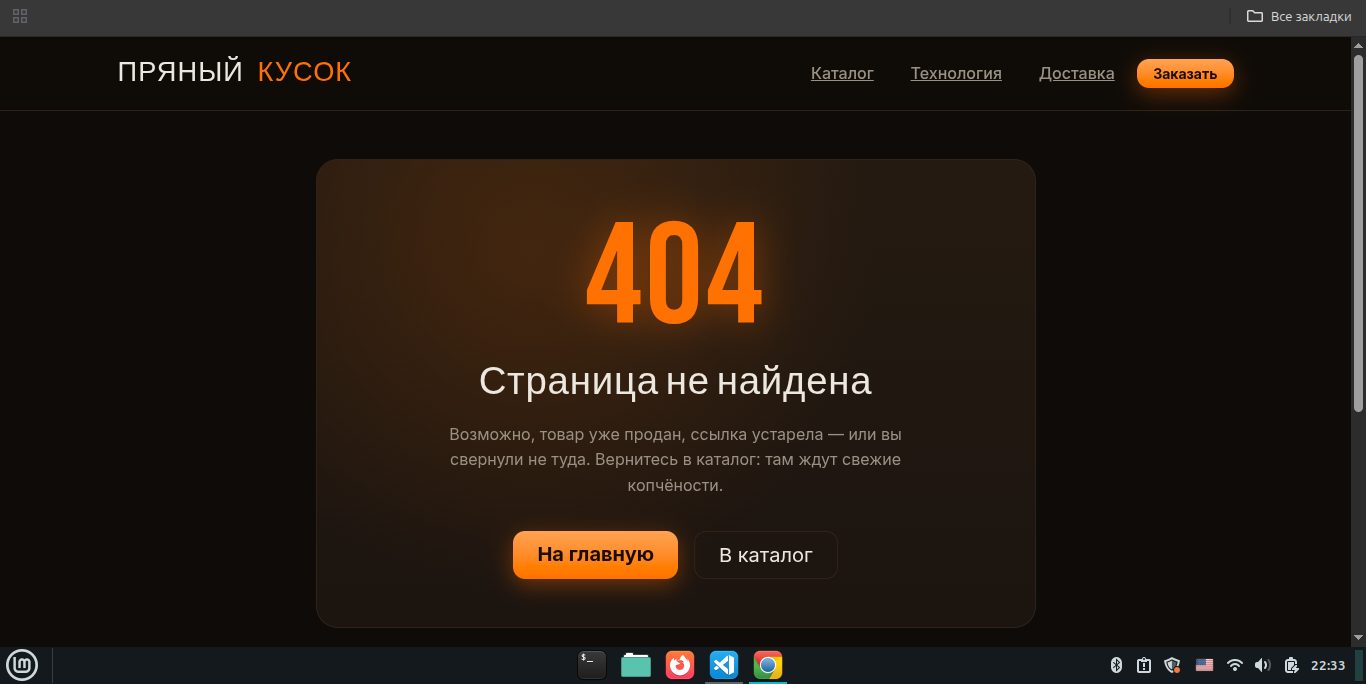 Все закладки
ПРЯНЫЙ КУСОК
Каталог
Технология
Доставка
Заказать
404
Страница не найдена
Возможно, товар уже продан, ссылка устарела — или вы
свернули не туда. Вернитесь в каталог: там ждут свежие
копчёности.
На главную
В каталог
$_
22:33